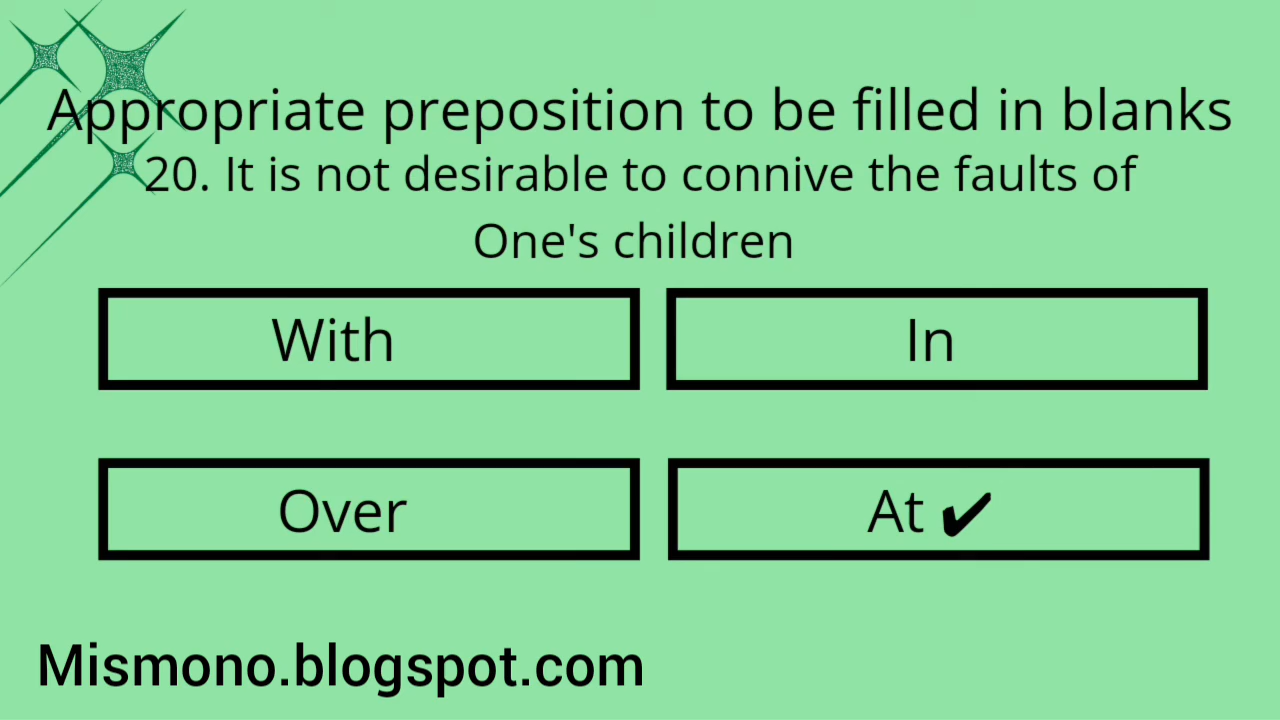 Appropriate preposition to be filled in blanks
20. It is not desirable to connive the faults of
One's children
With
In
Over
At ✔
Mismono.blogspot.com